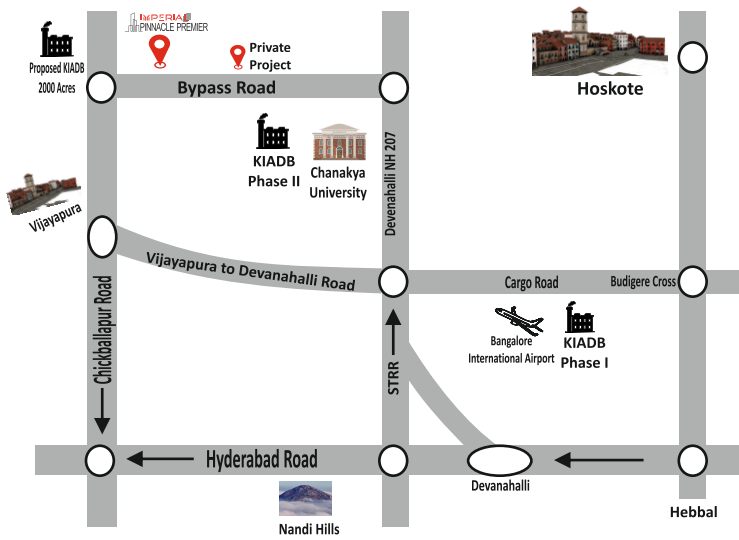 IMPERIAL
PINNACLE PREMIER
Private
Project
Proposed KIADB
2000 Acres
Bypass Road
Hoskote
KIADB
Phase II
Chanakya
University
Devenahalli NH 207
Vijayapura
Vijayapura to Devanahalli Road
Cargo Road
Budigere Cross
Chickballapur Road
Bangalore
International Airport
KIADB
Phase I
STRR
Hyderabad Road
Devanahalli
Hebbal
Nandi Hills